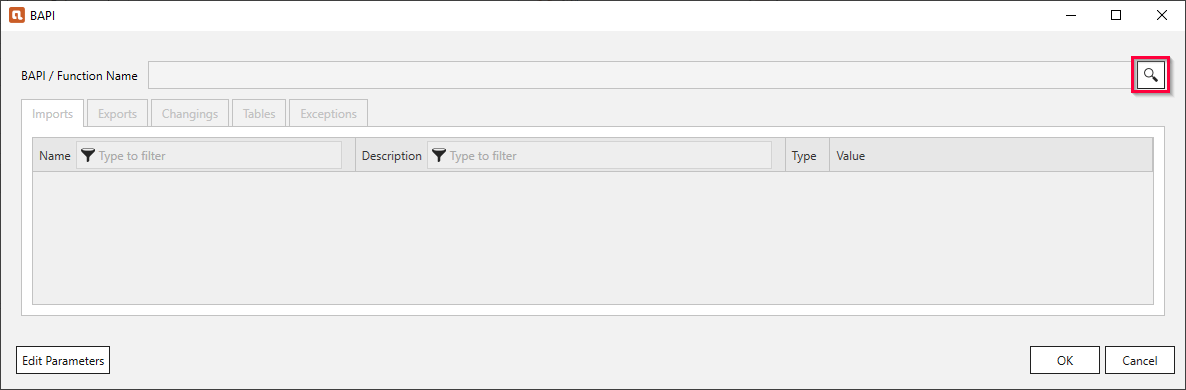 BAPI
BAPI / Function Name
Imports Exports Changings Tables Exceptions
Name Type to filter Description Type to filter Type Value
Edit Parameters OK Cancel